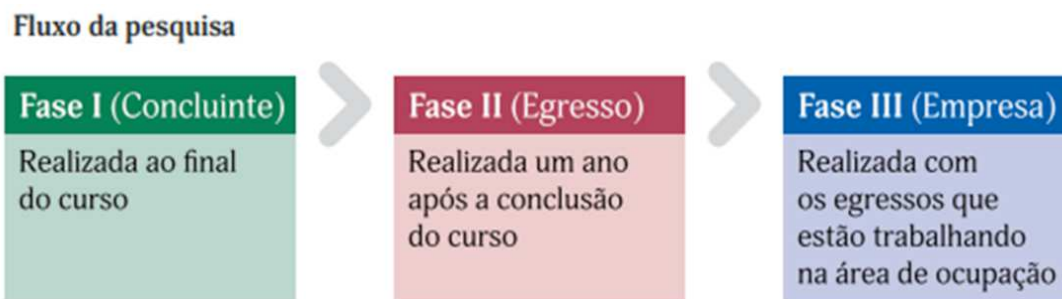 Fluxo da pesquisa
Fase I (Concluinte)
Realizada ao final
do curso
Fase II (Egresso)
Realizada um ano
após a conclusão
do curso
Fase III (Empresa)
Realizada com
os egressos que
estão trabalhando
na área de ocupação